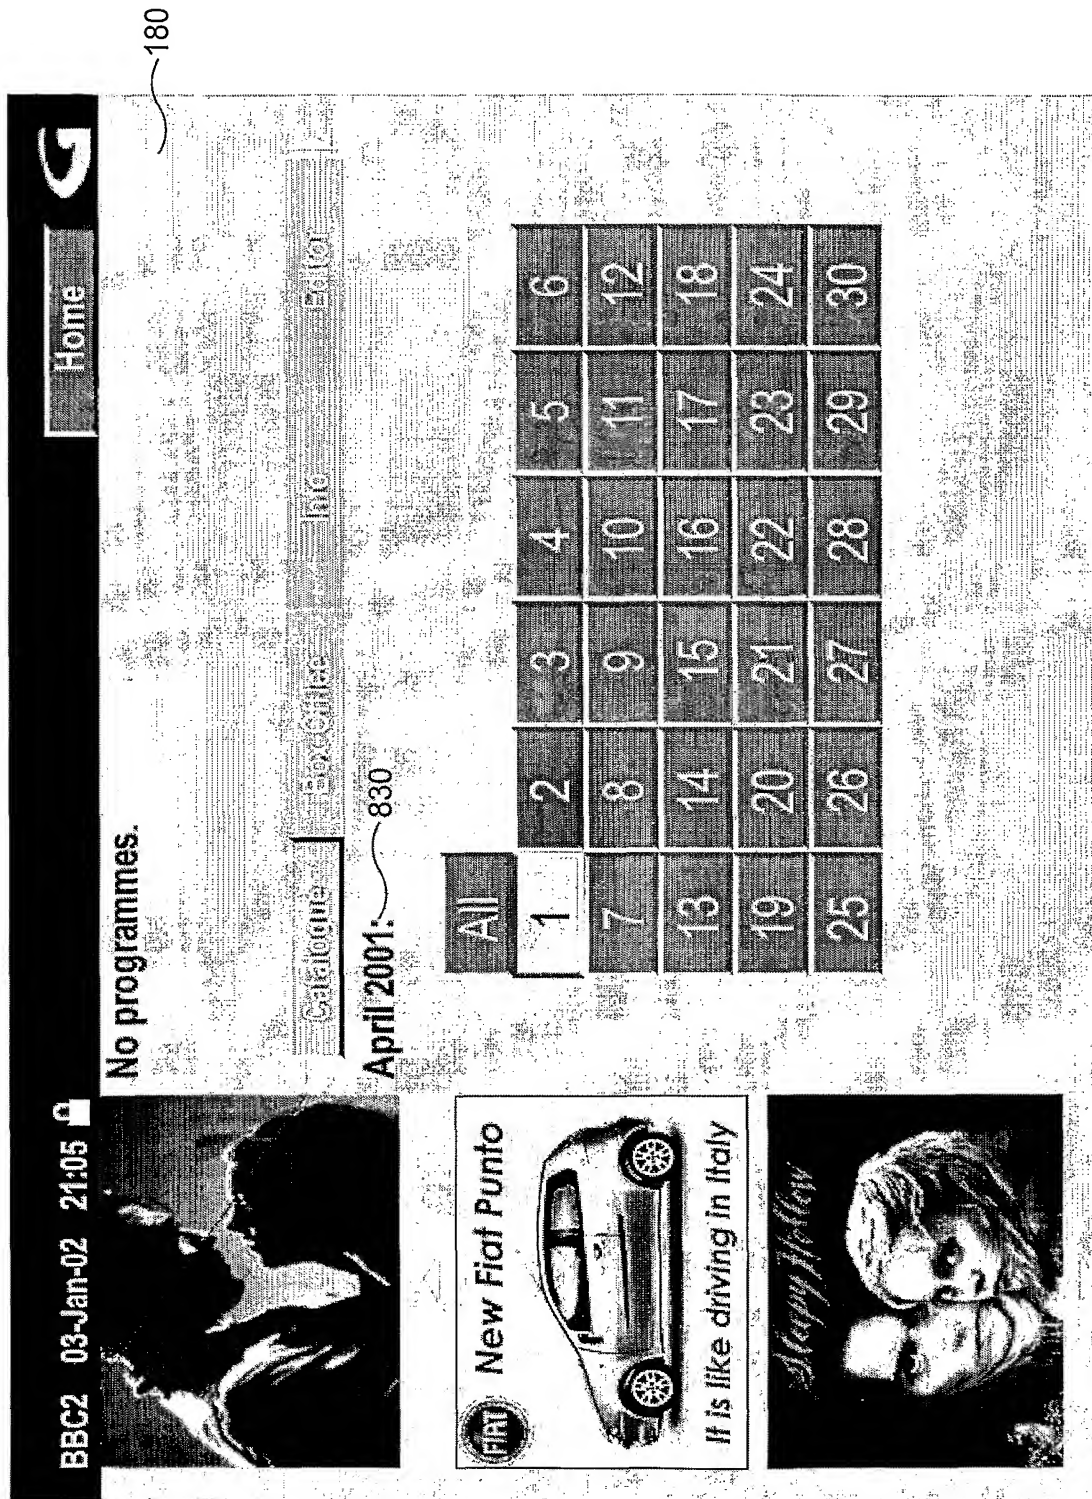 BBC2 03-Jan-02 21:05
Home
No programmes.
180
Catalogue BoxOffice Info Editor
April 2001:
830
All
1 2 3 4 5 6
7 8 9 10 11 12
13 14 15 16 17 18
19 20 21 22 23 24
25 26 27 28 29 30
FIAT
New Fiat Punto
It is like driving in Italy
Sleepy Hollow